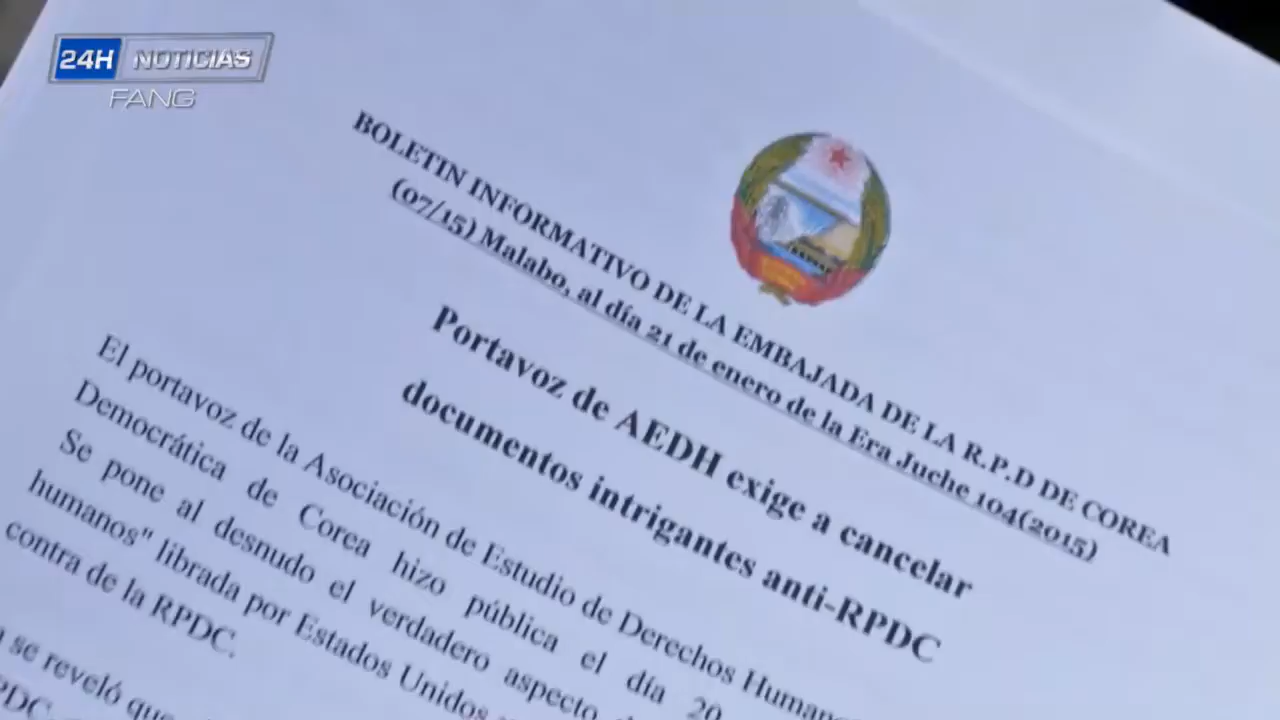 24H NOTICIAS
FANG
BOLETIN INFORMATIVO DE LA EMBAJADA DE LA R.P.D DE COREA
(07/15) Malabo, al día 21 de enero de la Era Juche 104(2015)
Portavoz de AEDH exige a cancelar
documentos intrigantes anti-RPDC
El portavoz de la Asociación de Estudio de Derechos
Democrática de Corea hizo pública el día 20
Se pone al desnudo el verdadero aspecto
humanos" librada por Estados Unidos
contra de la RPDC.
se reveló que